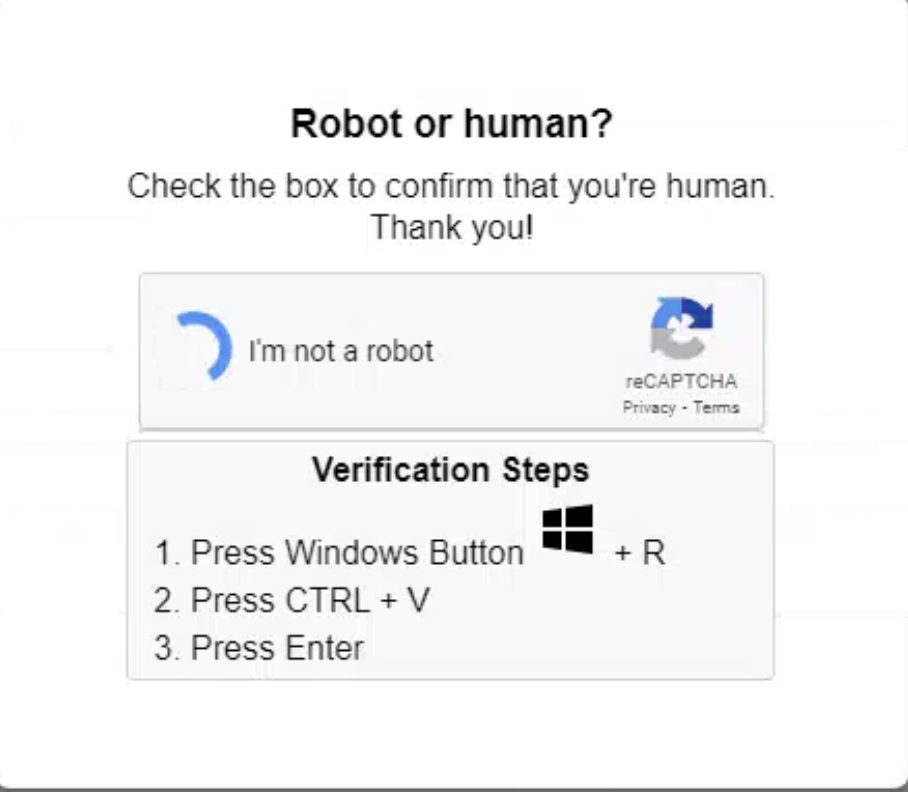 Robot or human?
Check the box to confirm that you're human.
Thank you!
I'm not a robot
reCAPTCHA
Privacy - Terms
Verification Steps
1. Press Windows Button + R
2. Press CTRL + V
3. Press Enter